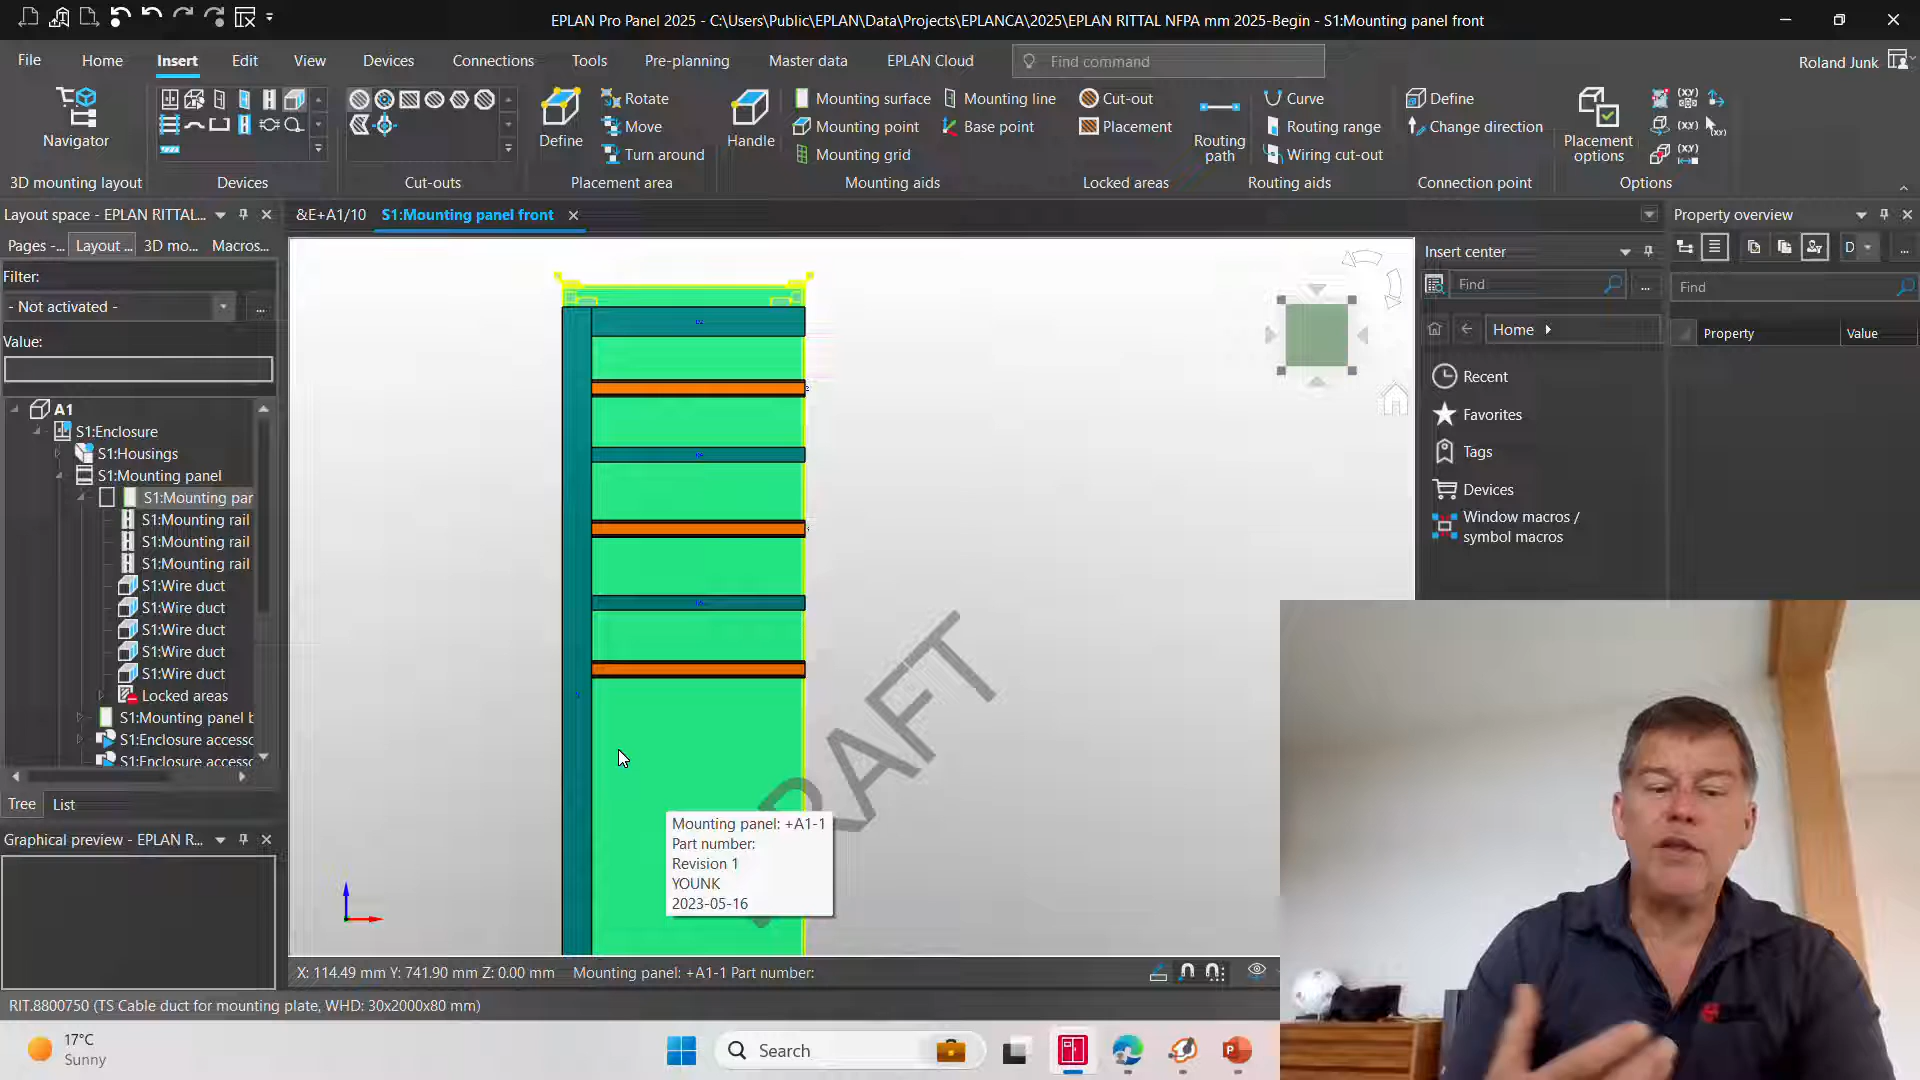 EPLAN Pro Panel 2025 - C:\Users\Public\EPLAN\Data\Projects\EPLANCA\2025\EPLAN RITTAL NFPA mm 2025-Begin - S1:Mounting panel front
File
Home
Insert
Edit
View
Devices
Connections
Tools
Pre-planning
Master data
EPLAN Cloud
Find command
Roland Junk
Navigator
3D mounting layout
Devices
Cut-outs
Define
Rotate
Move
Turn around
Placement area
Handle
Mounting surface
Mounting line
Mounting point
Base point
Mounting grid
Mounting aids
Cut-out
Placement
Locked areas
Routing path
Curve
Routing range
Wiring cut-out
Routing aids
Define
Change direction
Connection point
Placement options
Options
Layout space - EPLAN RITTAL...
&E+A1/10
S1:Mounting panel front
Pages -...
Layout ...
3D mo...
Macros...
Filter:
- Not activated -
...
Value:
A1
S1:Enclosure
S1:Housings
S1:Mounting panel
S1:Mounting par
S1:Mounting rail
S1:Mounting rail
S1:Mounting rail
S1:Wire duct
S1:Wire duct
S1:Wire duct
S1:Wire duct
S1:Wire duct
Locked areas
S1:Mounting panel b
S1:Enclosure accessc
S1:Enclosure accessc
Tree
List
Graphical preview - EPLAN R...
Mounting panel: +A1-1
Part number:
Revision 1
YOUNK
2023-05-16
X: 114.49 mm Y: 741.90 mm Z: 0.00 mm
Mounting panel: +A1-1 Part number:
RIT.8800750 (TS Cable duct for mounting plate, WHD: 30x2000x80 mm)
Insert center
Find
...
Home
Recent
Favorites
Tags
Devices
Window macros /
symbol macros
Property overview
D
...
Find
Property
Value
17°C
Sunny
Search